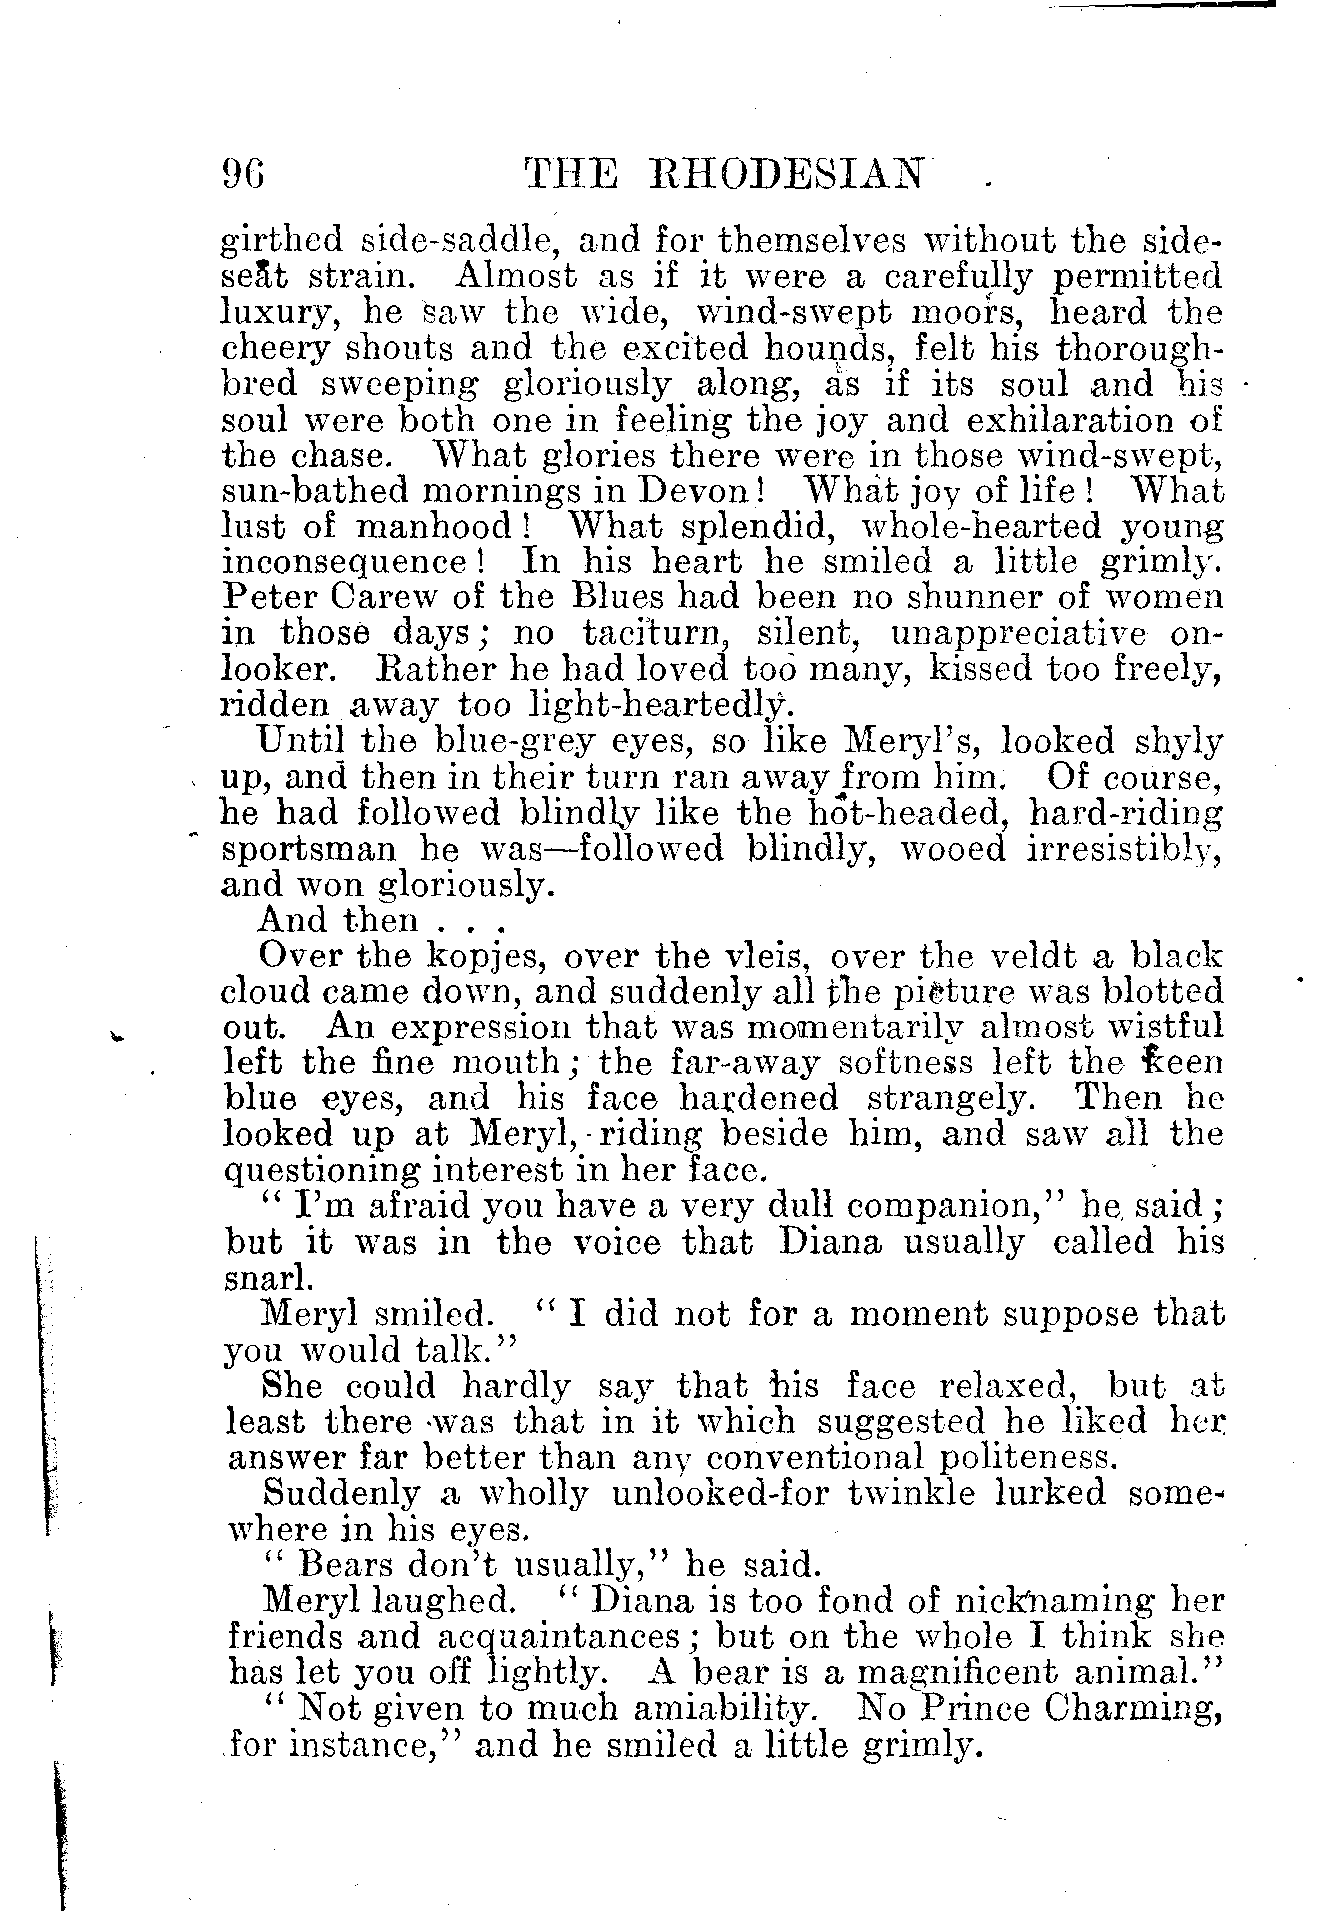 96 THE RHODESIAN
girthed side-saddle, and for themselves without the side-
seat strain. Almost as if it were a carefully permitted
luxury, he saw the wide, wind-swept moors, heard the
cheery shouts and the excited hounds, felt his thorough-
bred sweeping gloriously along, as if its soul and his
soul were both one in feeling the joy and exhilaration of
the chase. What glories there were in those wind-swept,
sun-bathed mornings in Devon! What joy of life! What
lust of manhood! What splendid, whole-hearted young
inconsequence! In his heart he smiled a little grimly.
Peter Carew of the Blues had been no shunner of women
in those days; no taciturn, silent, unappreciative on-
looker. Rather he had loved too many, kissed too freely,
ridden away too light-heartedly.
Until the blue-grey eyes, so like Meryl's, looked shyly
up, and then in their turn ran away from him. Of course,
he had followed blindly like the hot-headed, hard-riding
sportsman he was—followed blindly, wooed irresistibly,
and won gloriously.
And then . . .
Over the kopjes, over the vleis, over the veldt a black
cloud came down, and suddenly all the picture was blotted
out. An expression that was momentarily almost wistful
left the fine mouth; the far-away softness left the keen
blue eyes, and his face hardened strangely. Then he
looked up at Meryl, riding beside him, and saw all the
questioning interest in her face.
"I'm afraid you have a very dull companion," he said;
but it was in the voice that Diana usually called his
snarl.
Meryl smiled. "I did not for a moment suppose that
you would talk."
She could hardly say that his face relaxed, but at
least there was that in it which suggested he liked her
answer far better than any conventional politeness.
Suddenly a wholly unlooked-for twinkle lurked some-
where in his eyes.
"Bears don't usually," he said.
Meryl laughed. "Diana is too fond of nicknaming her
friends and acquaintances; but on the whole I think she
has let you off lightly. A bear is a magnificent animal."
"Not given to much amiability. No Prince Charming,
for instance," and he smiled a little grimly.